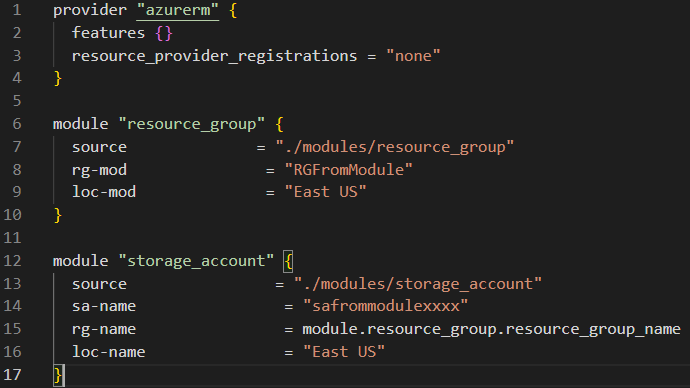 1 provider "azurerm" {
2   features {}
3   resource_provider_registrations = "none"
4 }
5
6 module "resource_group" {
7   source              = "./modules/resource_group"
8   rg-mod               = "RGFromModule"
9   loc-mod              = "East US"
10 }
11
12 module "storage_account" {
13   source                = "./modules/storage_account"
14   sa-name                = "safrommodulexxxx"
15   rg-name                = module.resource_group.resource_group_name
16   loc-name               = "East US"
17 }